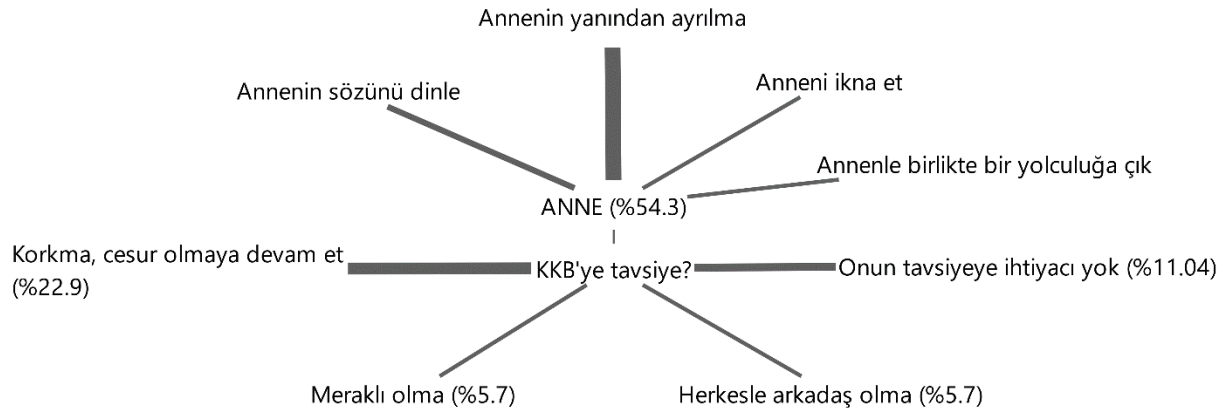 Annenin yanından ayrılma
Annenin sözünü dinle
Anneni ikna et
Annenle birlikte bir yolculuğa çık
ANNE (%54.3)
Korkma, cesur olmaya devam et
(%22.9)
KKB'ye tavsiye?
Onun tavsiyeye ihtiyacı yok (%11.04)
Meraklı olma (%5.7)
Herkesle arkadaş olma (%5.7)